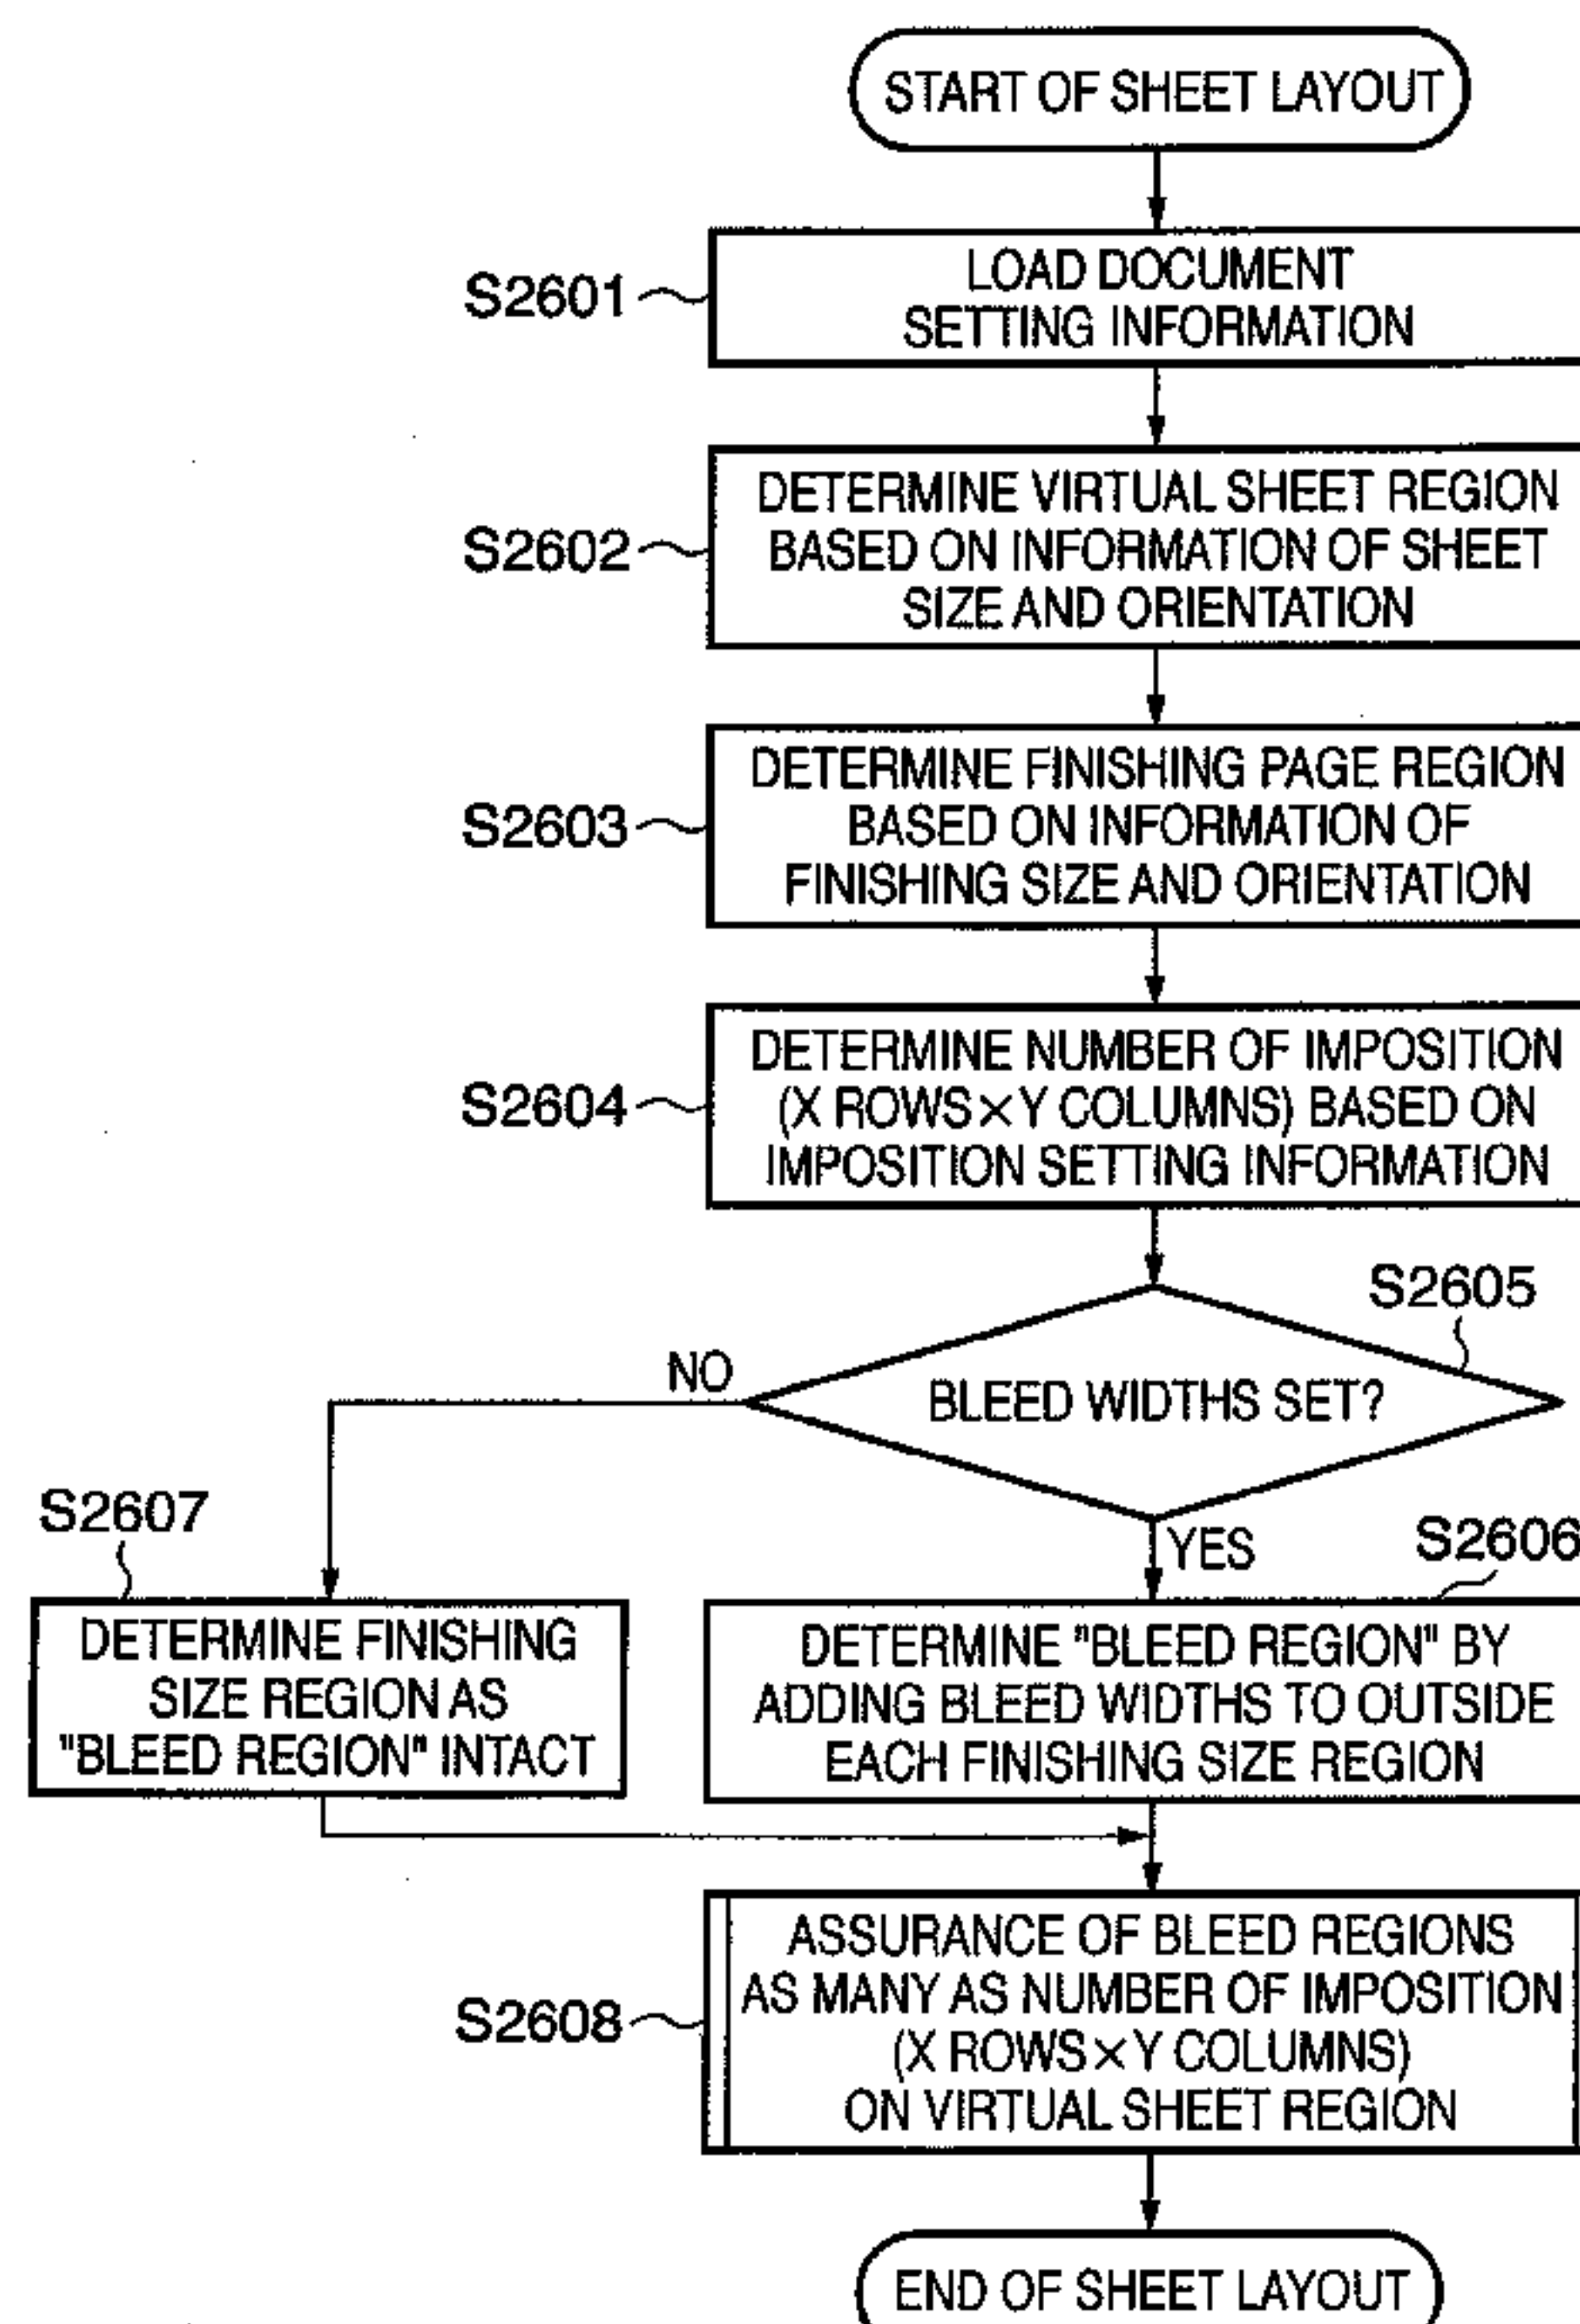 START OF SHEET LAYOUT
S2601
LOAD DOCUMENT
SETTING INFORMATION
S2602
DETERMINE VIRTUAL SHEET REGION
BASED ON INFORMATION OF SHEET
SIZE AND ORIENTATION
S2603
DETERMINE FINISHING PAGE REGION
BASED ON INFORMATION OF
FINISHING SIZE AND ORIENTATION
S2604
DETERMINE NUMBER OF IMPOSITION
(X ROWS×Y COLUMNS) BASED ON
IMPOSITION SETTING INFORMATION
S2605
BLEED WIDTHS SET?
NO
YES
S2607
DETERMINE FINISHING
SIZE REGION AS
"BLEED REGION" INTACT
S2606
DETERMINE "BLEED REGION" BY
ADDING BLEED WIDTHS TO OUTSIDE
EACH FINISHING SIZE REGION
S2608
ASSURANCE OF BLEED REGIONS
AS MANY AS NUMBER OF IMPOSITION
(X ROWS×Y COLUMNS)
ON VIRTUAL SHEET REGION
END OF SHEET LAYOUT